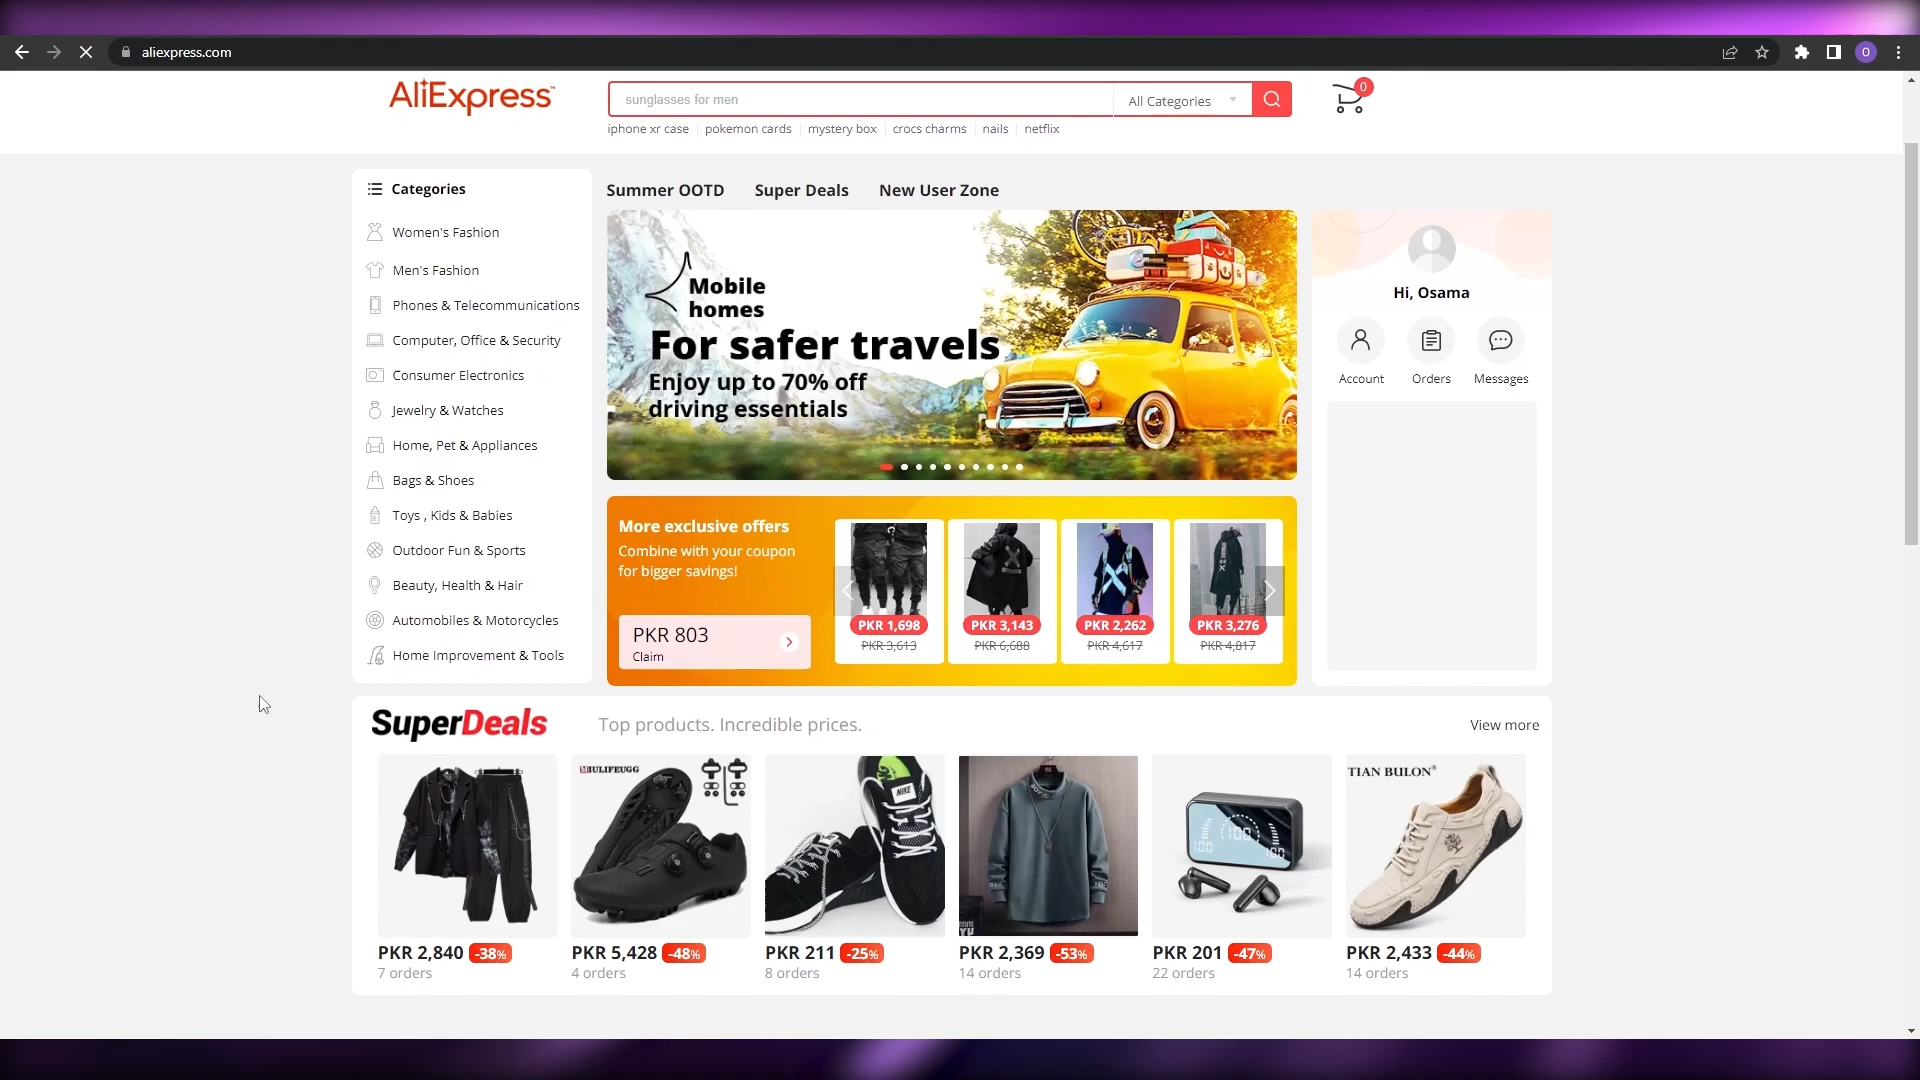 aliexpress.com
O
AliExpress
sunglasses for men
All Categories
0
iphone xr case
pokemon cards
mystery box
crocs charms
nails
netflix
Categories
Women's Fashion
Men's Fashion
Phones & Telecommunications
Computer, Office & Security
Consumer Electronics
Jewelry & Watches
Home, Pet & Appliances
Bags & Shoes
Toys , Kids & Babies
Outdoor Fun & Sports
Beauty, Health & Hair
Automobiles & Motorcycles
Home Improvement & Tools
Summer OOTD
Super Deals
New User Zone
Mobile
homes
For safer travels
Enjoy up to 70% off
driving essentials
Hi, Osama
Account
Orders
Messages
More exclusive offers
Combine with your coupon
for bigger savings!
PKR 803
Claim
PKR 1,698
PKR 3,613
PKR 3,143
PKR 6,688
PKR 2,262
PKR 4,617
PKR 3,276
PKR 4,817
SuperDeals
Top products. Incredible prices.
View more
MIULIFEUGG
NIKE
100
100
100
TIAN BULON®
PKR 2,840 -38%
7 orders
PKR 5,428 -48%
4 orders
PKR 211 -25%
8 orders
PKR 2,369 -53%
14 orders
PKR 201 -47%
22 orders
PKR 2,433 -44%
14 orders